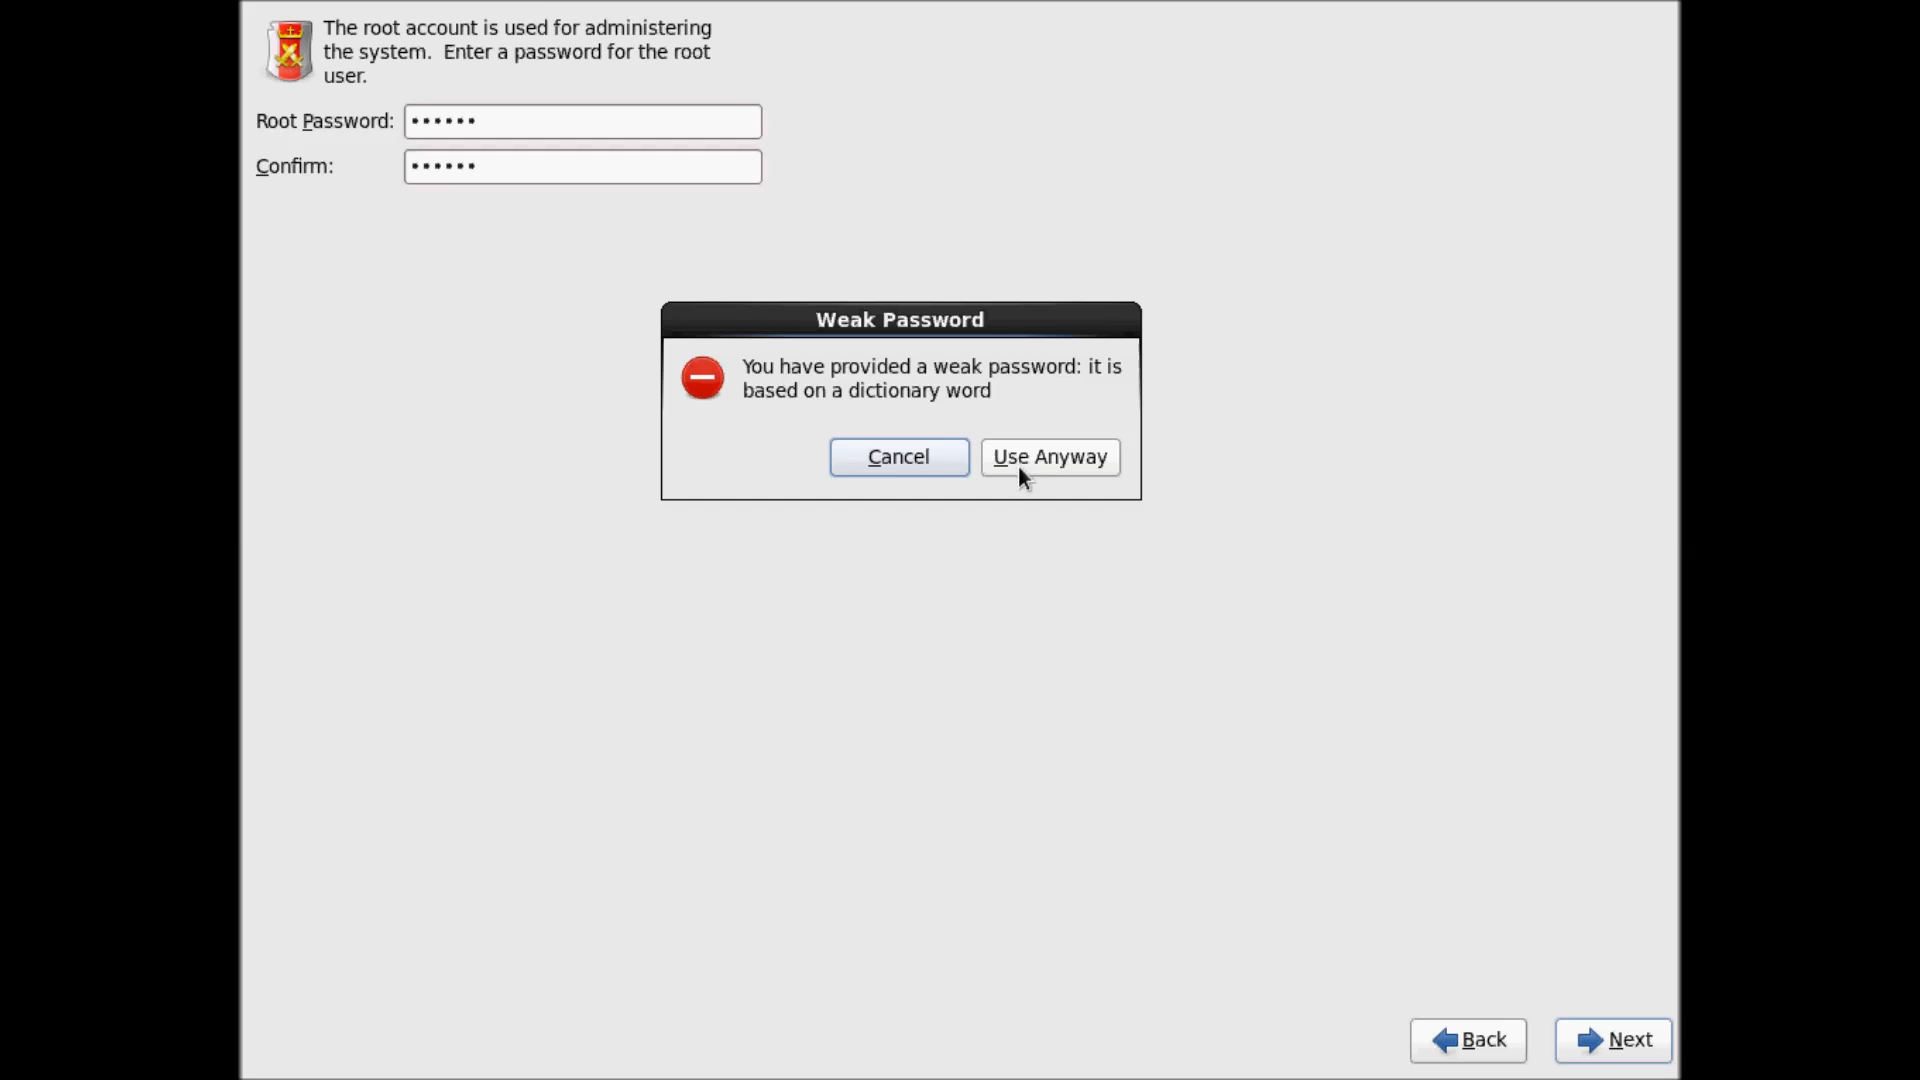 The root account is used for administering
the system.  Enter a password for the root
user.
Root Password: ••••••
Confirm: ••••••
Weak Password
You have provided a weak password: it is
based on a dictionary word
Cancel Use Anyway
Back Next